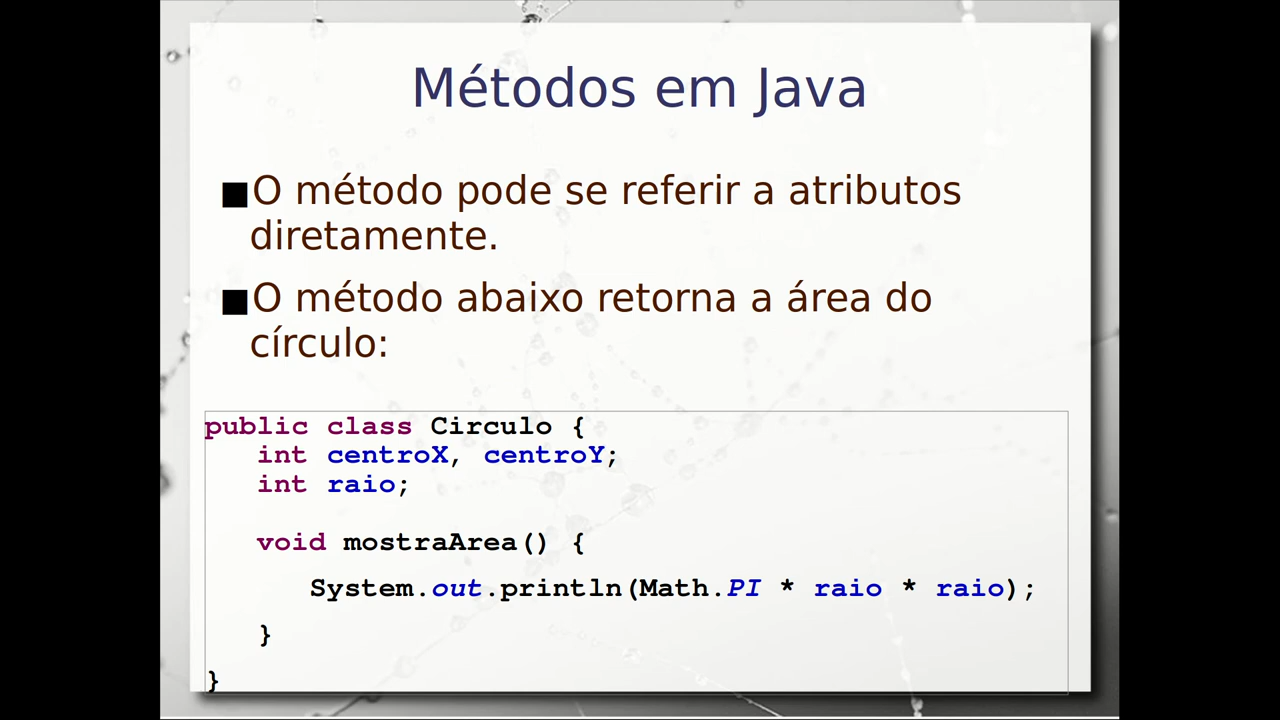 Métodos em Java
■O método pode se referir a atributos
diretamente.
■O método abaixo retorna a área do
círculo:
public class Circulo {
int centroX, centroY;
int raio;
void mostraArea() {
System.out.println(Math.PI * raio * raio);
}
}